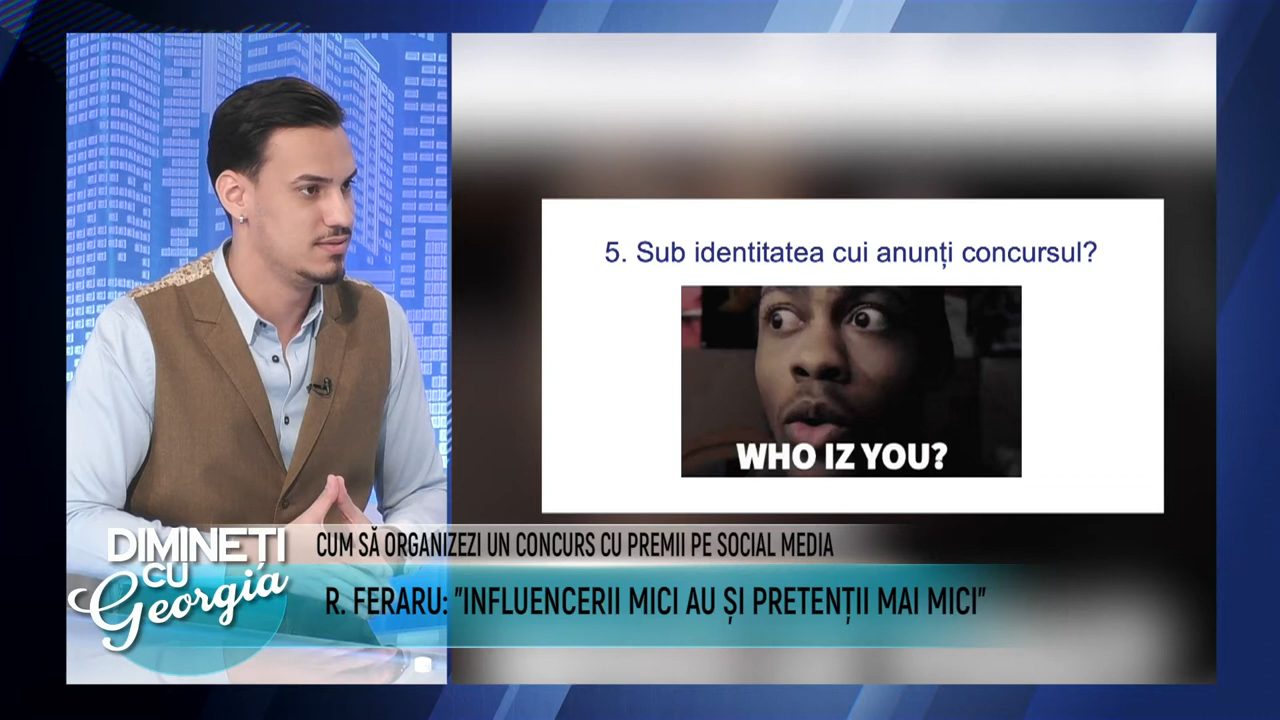 5. Sub identitatea cui anunți concursul?
WHO IZ YOU?
DIMINEȚI
CU
Georgia
CUM SĂ ORGANIZEZI UN CONCURS CU PREMII PE SOCIAL MEDIA
R. FERARU: "INFLUENCERII MICI AU ȘI PRETENȚII MAI MICI"